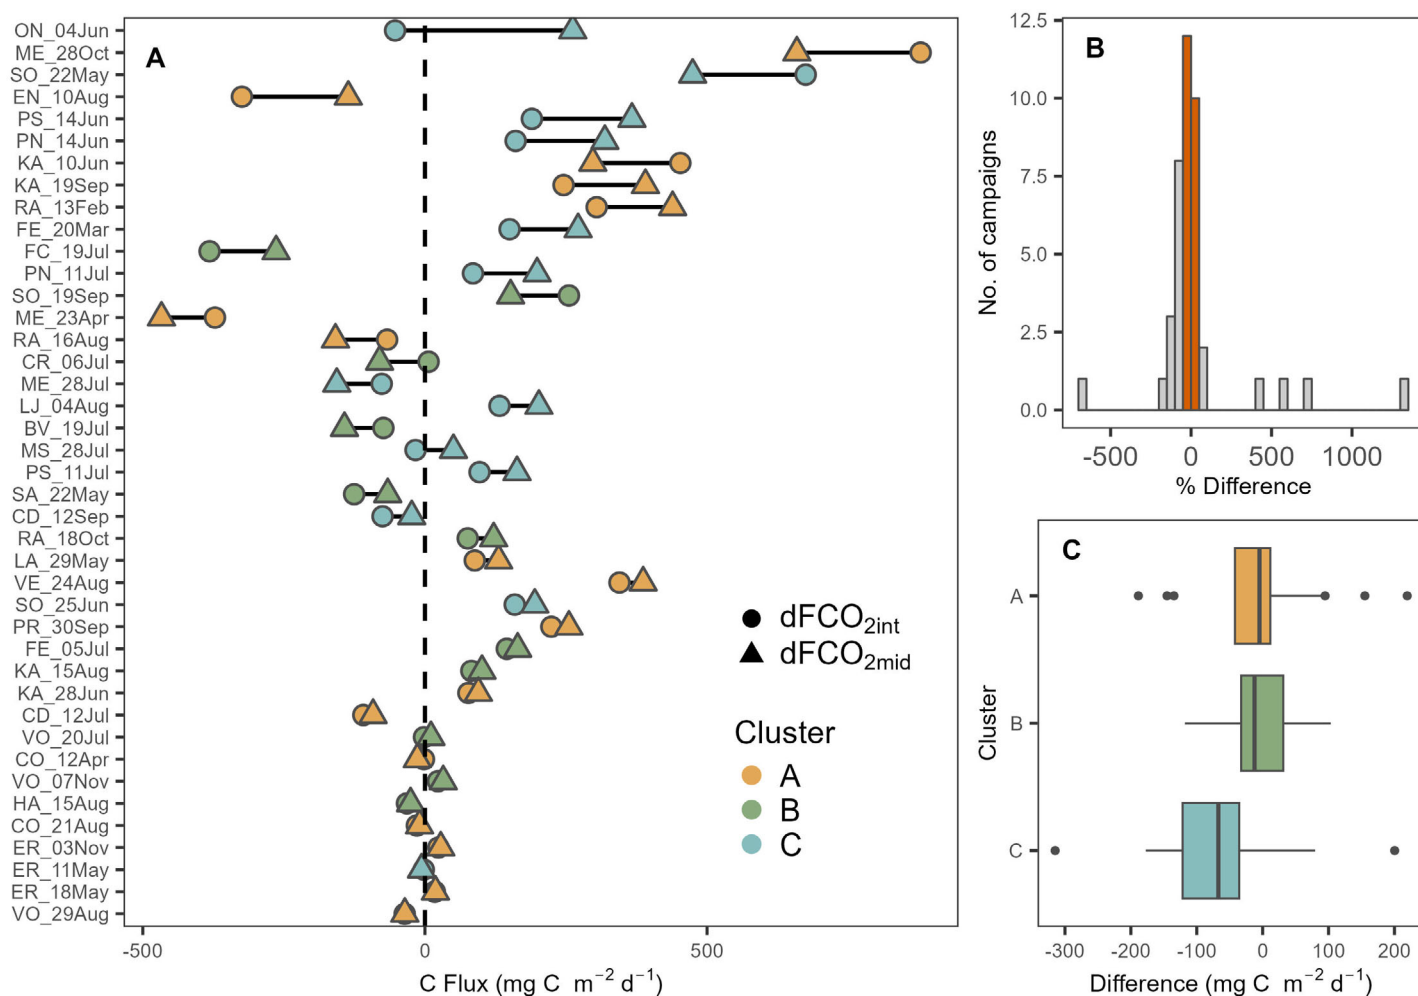 A
ON_04Jun
ME_28Oct
SO_22May
EN_10Aug
PS_14Jun
PN_14Jun
KA_10Jun
KA_19Sep
RA_13Feb
FE_20Mar
FC_19Jul
PN_11Jul
SO_19Sep
ME_23Apr
RA_16Aug
CR_06Jul
ME_28Jul
LJ_04Aug
BV_19Jul
MS_28Jul
PS_11Jul
SA_22May
CD_12Sep
RA_18Oct
LA_29May
VE_24Aug
SO_25Jun
PR_30Sep
FE_05Jul
KA_15Aug
KA_28Jun
CD_12Jul
VO_20Jul
CO_12Apr
VO_07Nov
HA_15Aug
CO_21Aug
ER_03Nov
ER_11May
ER_18May
VO_29Aug
dFCO₂int
dFCO₂mid
Cluster
A
B
C
-500 0 500
C Flux (mg C m⁻² d⁻¹)
B
No. of campaigns
12.5
10.0
7.5
5.0
2.5
0.0
-500 0 500 1000
% Difference
C
Cluster
A
B
C
-300 -200 -100 0 100 200
Difference (mg C m⁻² d⁻¹)